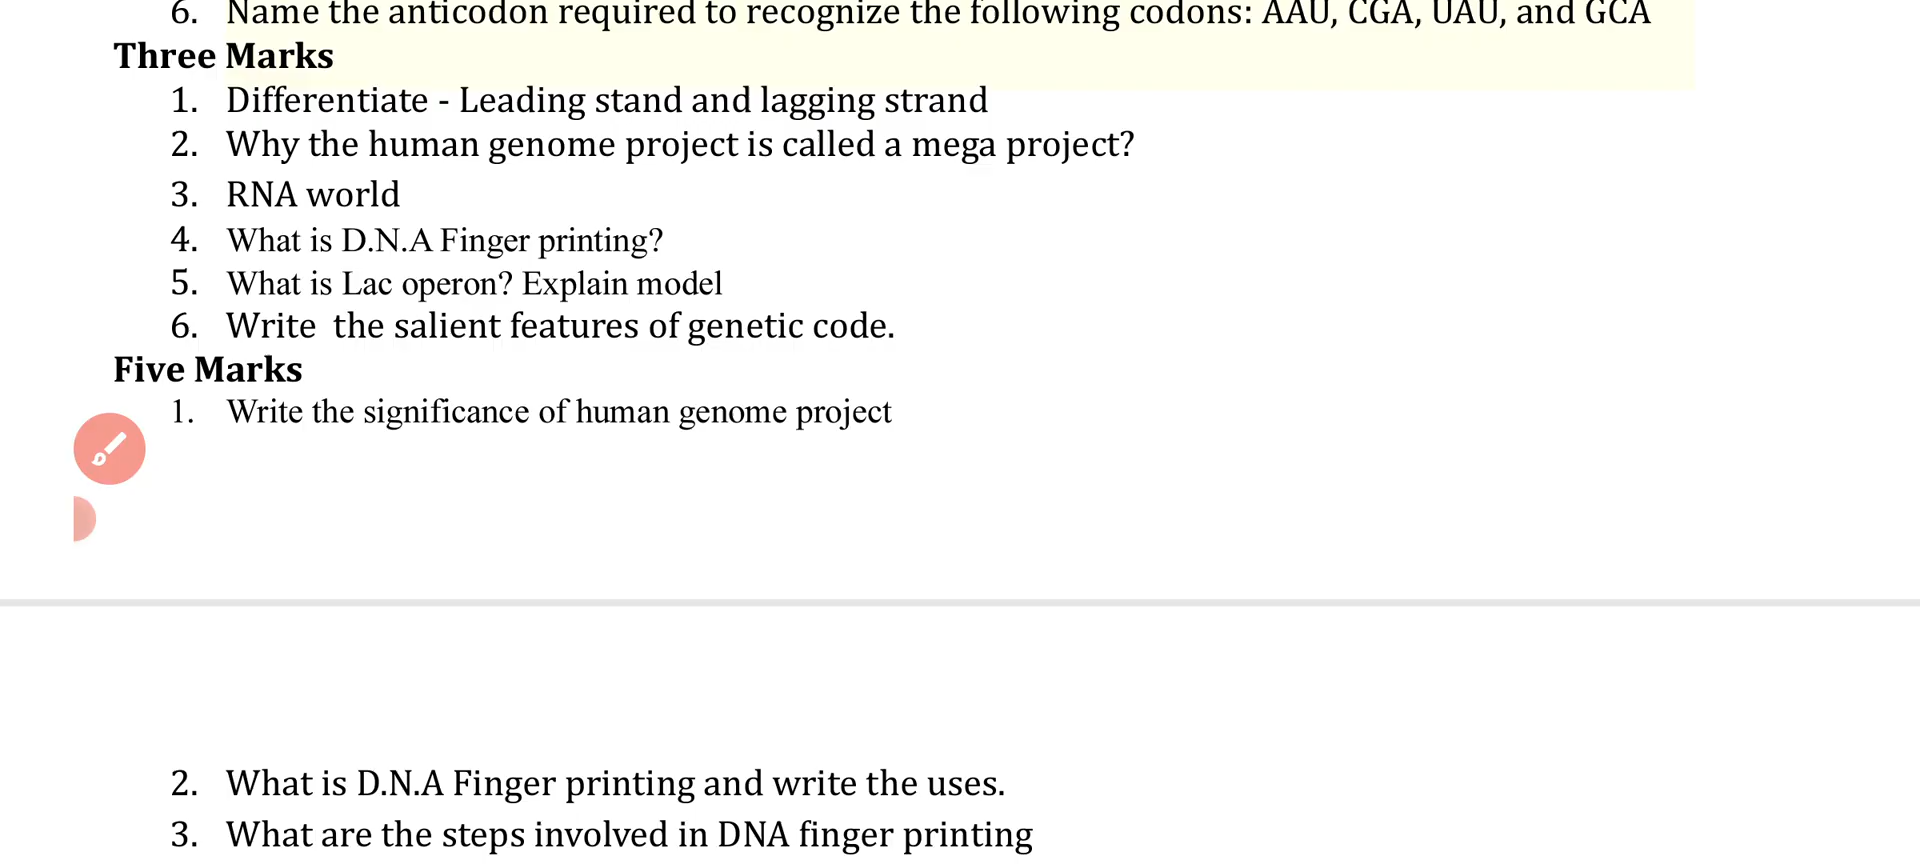 6. Name the anticodon required to recognize the following codons: AAU, CGA, UAU, and GCA
Three Marks
1. Differentiate - Leading stand and lagging strand
2. Why the human genome project is called a mega project?
3. RNA world
4. What is D.N.A Finger printing?
5. What is Lac operon? Explain model
6. Write the salient features of genetic code.
Five Marks
1. Write the significance of human genome project
2. What is D.N.A Finger printing and write the uses.
3. What are the steps involved in DNA finger printing